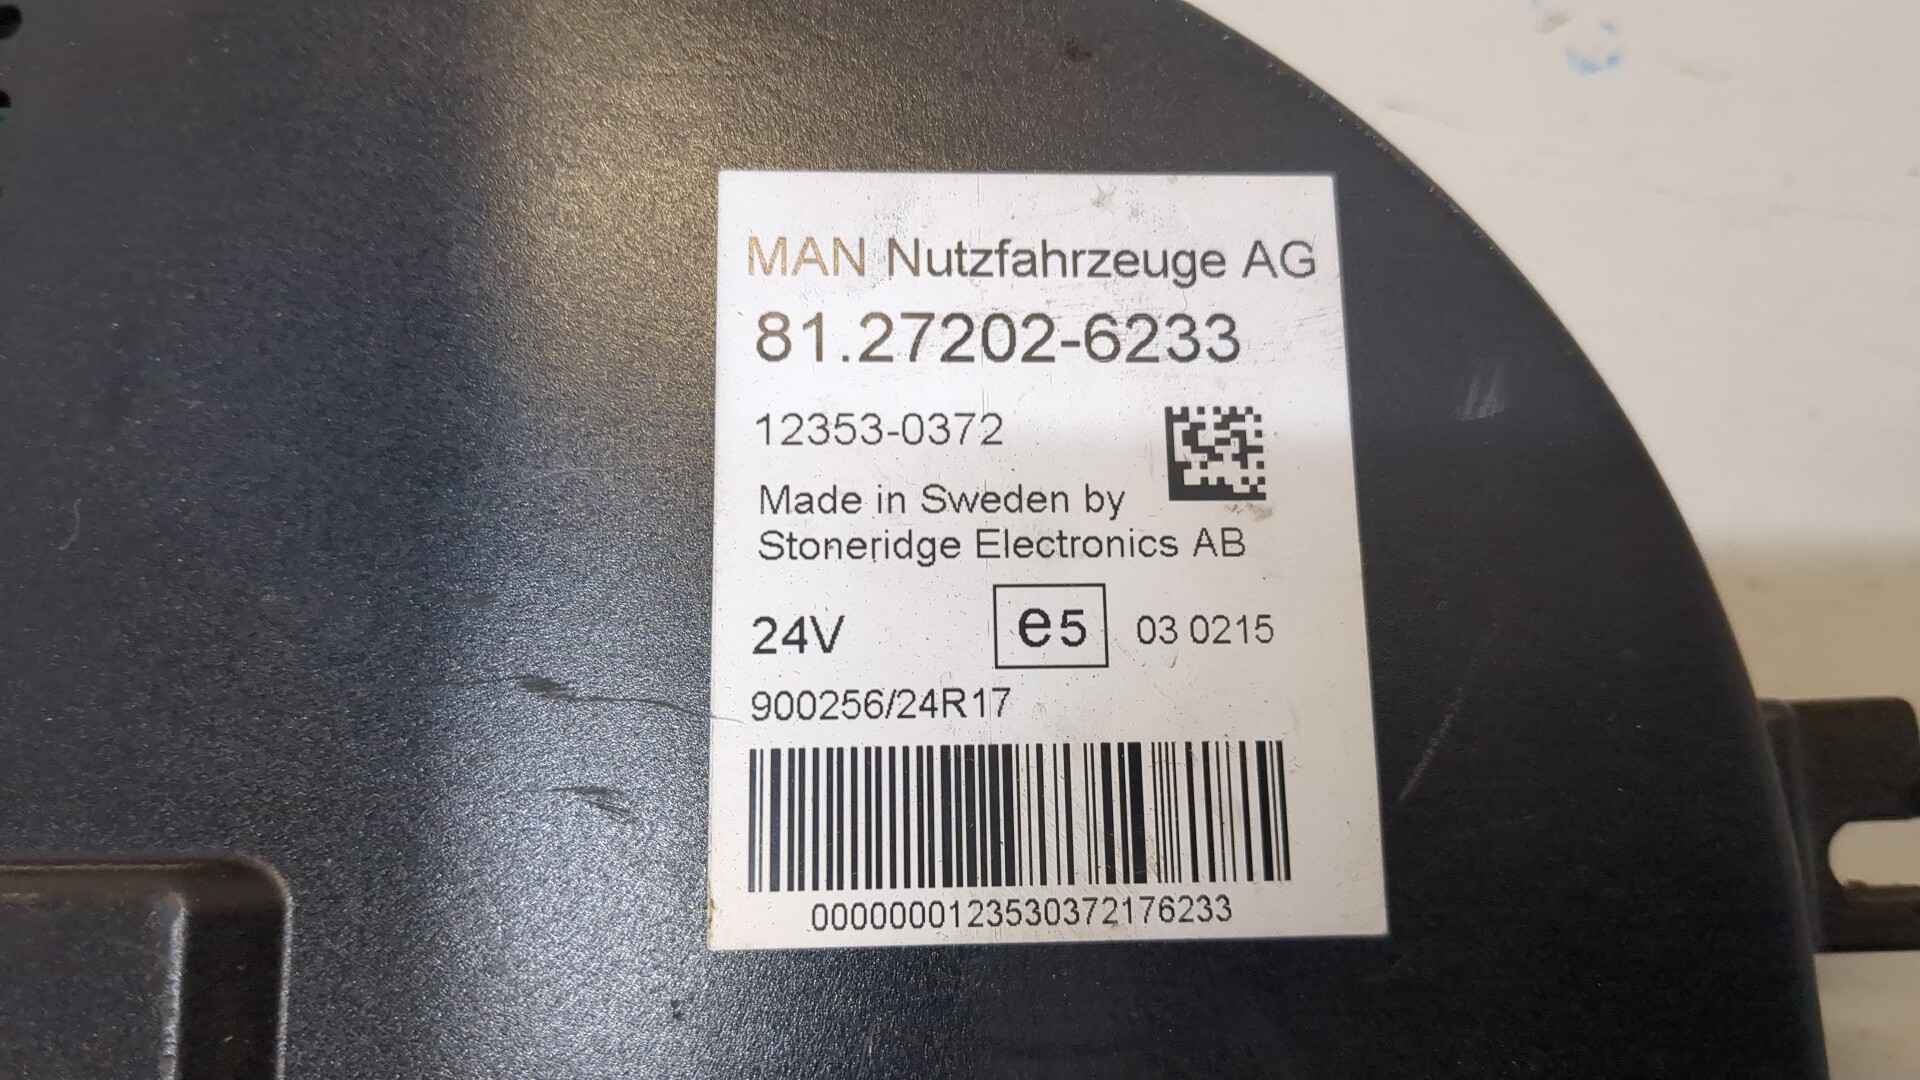 MAN Nutzfahrzeuge AG
81.27202-6233
12353-0372
Made in Sweden by
Stoneridge Electronics AB
24V e5 03 0215
900256/24R17
0000000123530372176233